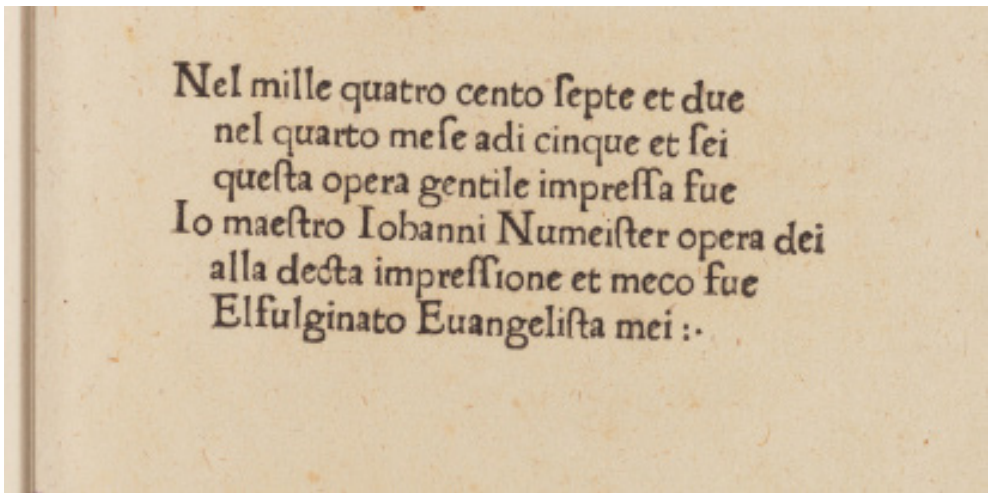 Nel mille quatro cento ſepte et due
nel quarto meſe adi cinque et ſei
queſta opera gentile impreſſa fue
Io maeſtro Iohanni Numeiſter opera dei
alla decta impreſſione et meco fue
Elfulginato Euangeliſta mei :·